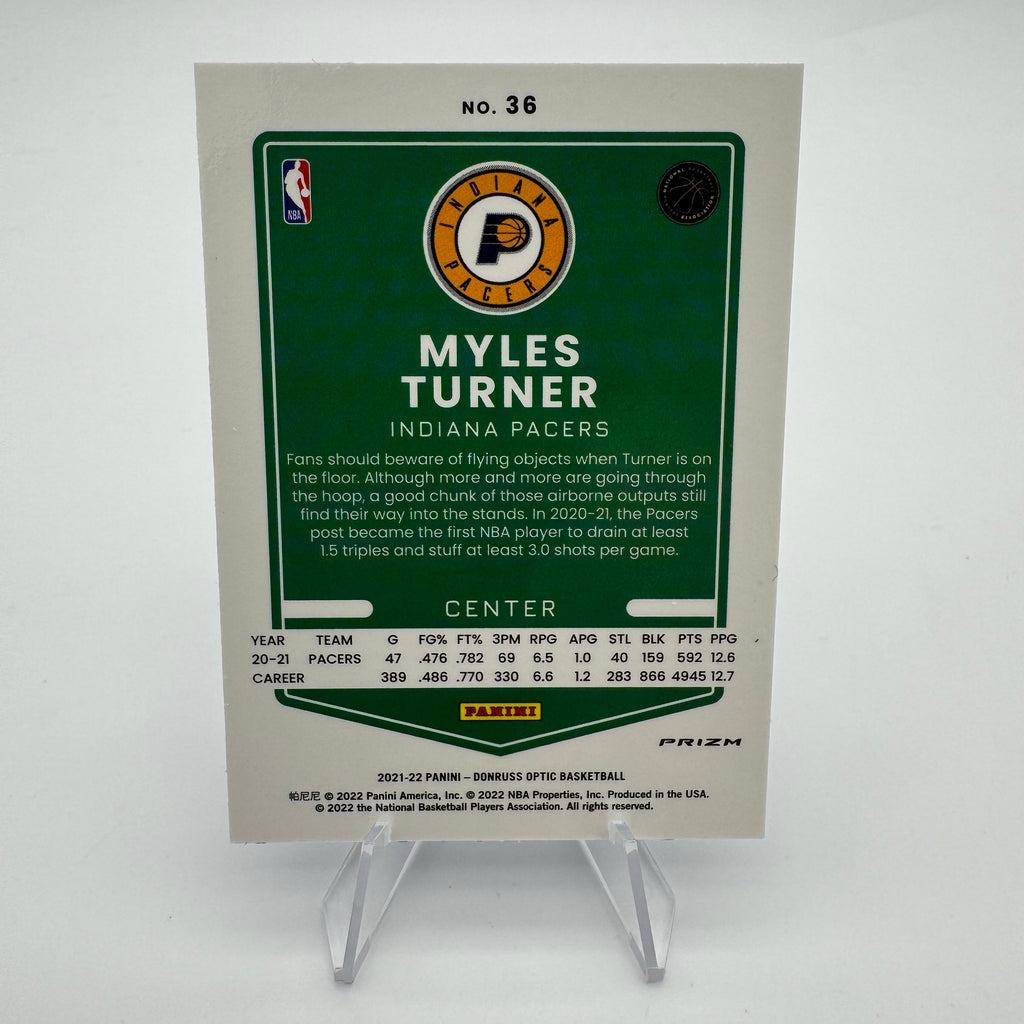 NO. 36
NBA
INDIANA
PACERS
NATIONAL BASKETBALL
PLAYERS ASSOCIATION
MYLES
TURNER
INDIANA PACERS
Fans should beware of flying objects when Turner is on
the floor. Although more and more are going through
the hoop, a good chunk of those airborne outputs still
find their way into the stands. In 2020-21, the Pacers
post became the first NBA player to drain at least
1.5 triples and stuff at least 3.0 shots per game.
CENTER
YEAR TEAM G FG% FT% 3PM RPG APG STL BLK PTS PPG
20-21 PACERS 47 .476 .782 69 6.5 1.0 40 159 592 12.6
CAREER 389 .486 .770 330 6.6 1.2 283 866 4945 12.7
PANINI
PRIZM
2021-22 PANINI – DONRUSS OPTIC BASKETBALL
帕尼尼 © 2022 Panini America, Inc. © 2022 NBA Properties, Inc. Produced in the USA.
© 2022 the National Basketball Players Association. All rights reserved.